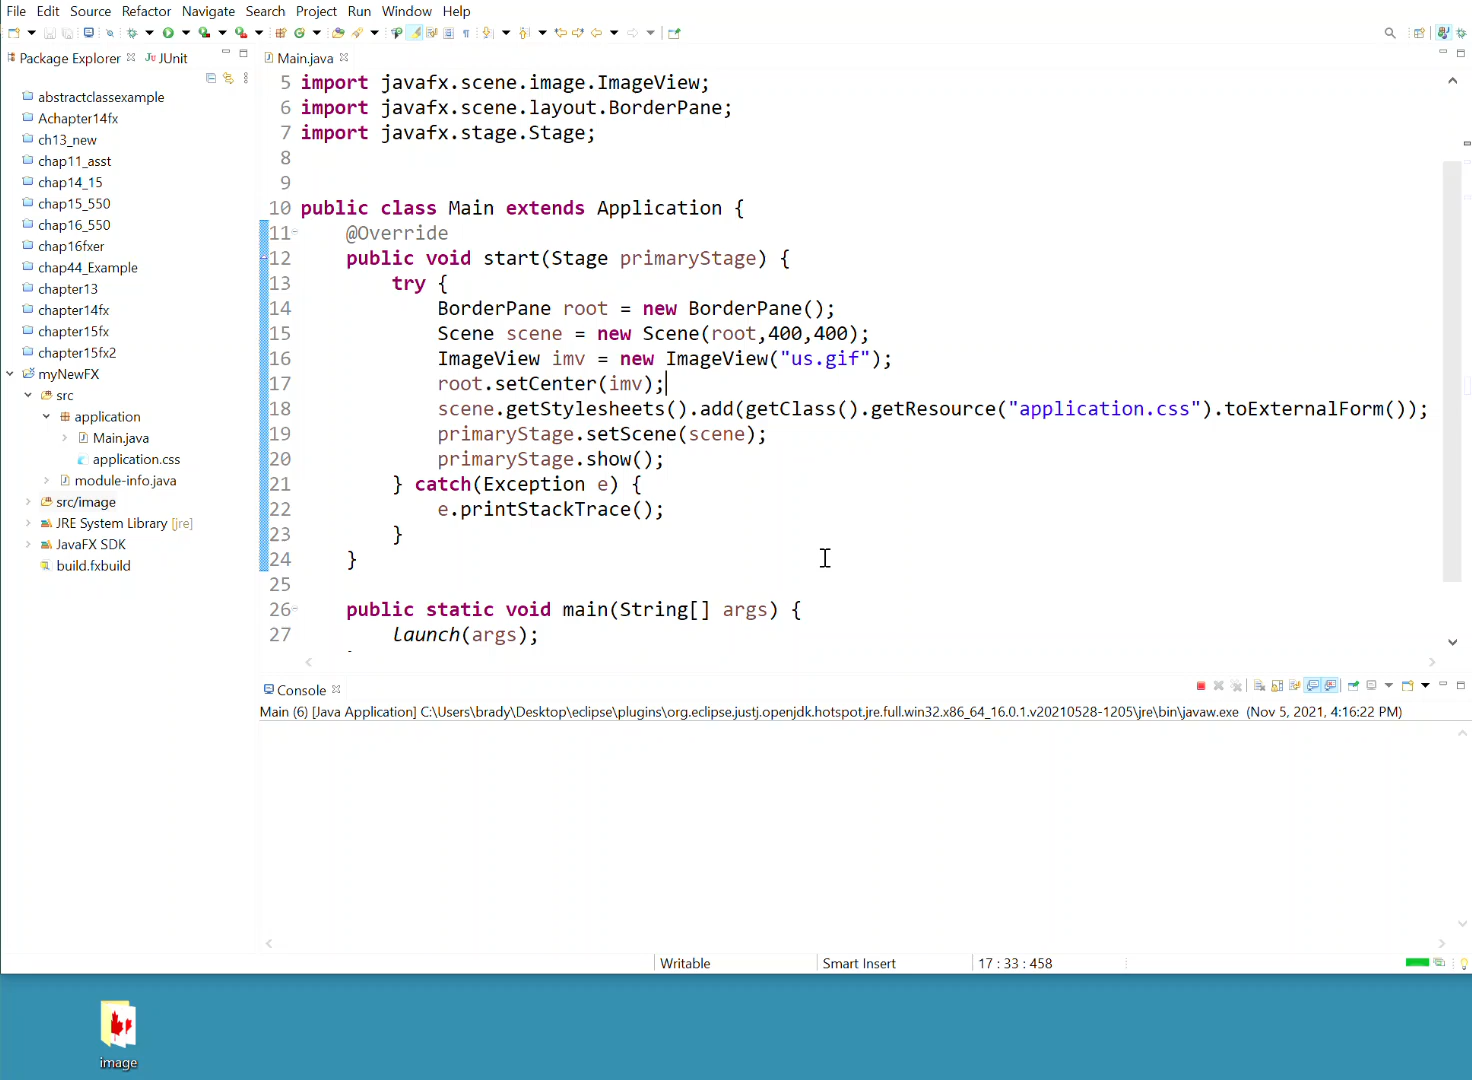 File Edit Source Refactor Navigate Search Project Run Window Help
Package Explorer JUnit
abstractclassexample
Achapter14fx
ch13_new
chap11_asst
chap14_15
chap15_550
chap16_550
chap16fxer
chap44_Example
chapter13
chapter14fx
chapter15fx
chapter15fx2
myNewFX
src
application
Main.java
application.css
module-info.java
src/image
JRE System Library [jre]
JavaFX SDK
build.fxbuild
Main.java
5 import javafx.scene.image.ImageView;
6 import javafx.scene.layout.BorderPane;
7 import javafx.stage.Stage;
8
9
10 public class Main extends Application {
11 @Override
12 public void start(Stage primaryStage) {
13 try {
14 BorderPane root = new BorderPane();
15 Scene scene = new Scene(root,400,400);
16 ImageView imv = new ImageView("us.gif");
17 root.setCenter(imv);
18 scene.getStylesheets().add(getClass().getResource("application.css").toExternalForm());
19 primaryStage.setScene(scene);
20 primaryStage.show();
21 } catch(Exception e) {
22 e.printStackTrace();
23 }
24 }
25
26 public static void main(String[] args) {
27 launch(args);
Console
Main (6) [Java Application] C:\Users\brady\Desktop\eclipse\plugins\org.eclipse.justj.openjdk.hotspot.jre.full.win32.x86_64_16.0.1.v20210528-1205\jre\bin\javaw.exe (Nov 5, 2021, 4:16:22 PM)
Writable Smart Insert 17 : 33 : 458
image